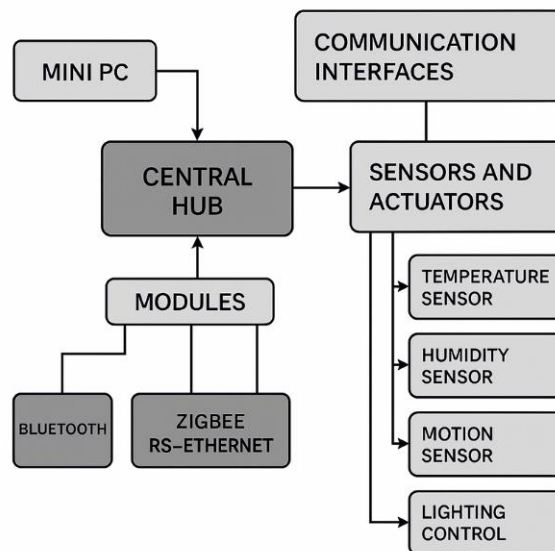 MINI PC
COMMUNICATION
INTERFACES
CENTRAL
HUB
SENSORS AND
ACTUATORS
MODULES
TEMPERATURE
SENSOR
HUMIDITY
SENSOR
BLUETOOTH
ZIGBEE
RS–ETHERNET
MOTION
SENSOR
LIGHTING
CONTROL